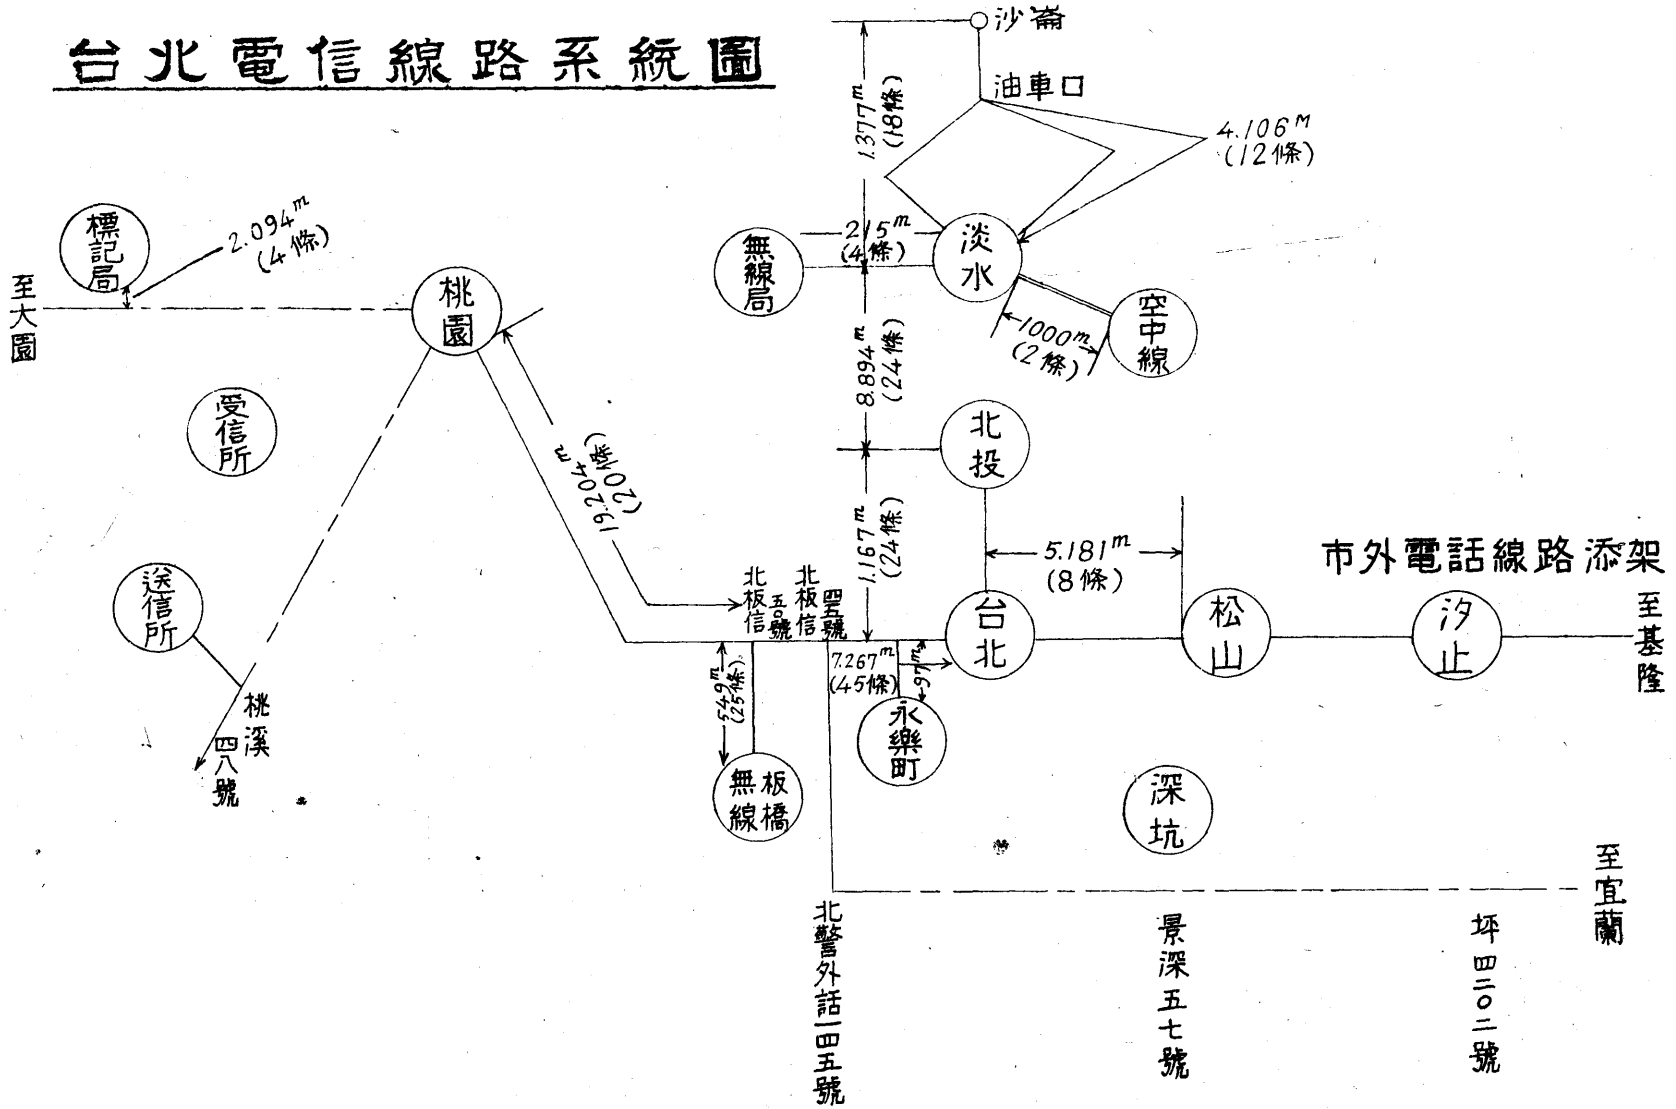 台北電信線路系統圖
沙崙
油車口
1.377m
(18條)
4.106M
(12條)
標記局
2.094m
(4條)
至大園
桃園
無線局
215m
(4條)
淡水
空中線
1000m
(2條)
8.894m
(24條)
受信所
北投
19.204m
(20條)
1.167m
(24條)
5.181m
(8條)
市外電話線路添架
送信所
北板信
五〇號
北板信
四五號
台北
松山
汐止
至基隆
7.267m
(45條)
97m
549m
(25條)
永樂町
桃溪
四八號
板橋
無線
深坑
至宜蘭
北警外話一四五號
景深五七號
坪四二〇二號